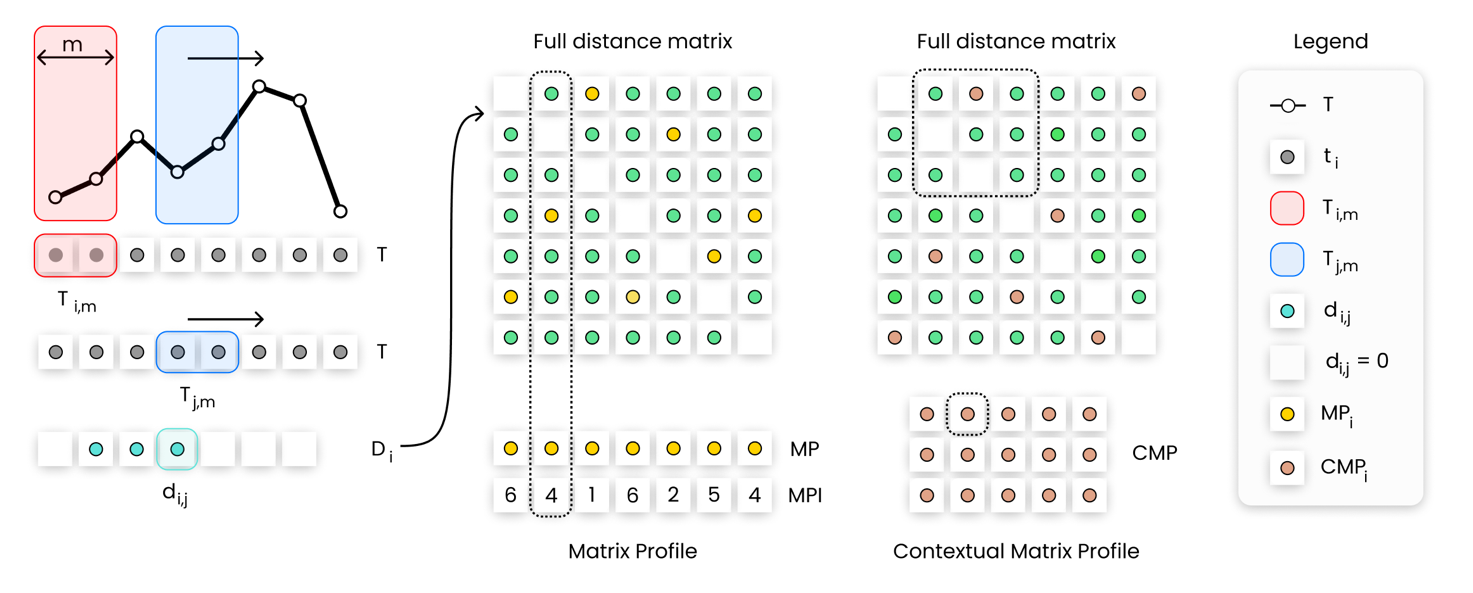 m
T
T i,m
T
T j,m
D i
d i,j
Full distance matrix
MP
6 4 1 6 2 5 4 MPI
Matrix Profile
Full distance matrix
CMP
Contextual Matrix Profile
Legend
T
t i
T i,m
T j,m
d i,j
d i,j = 0
MP i
CMP i